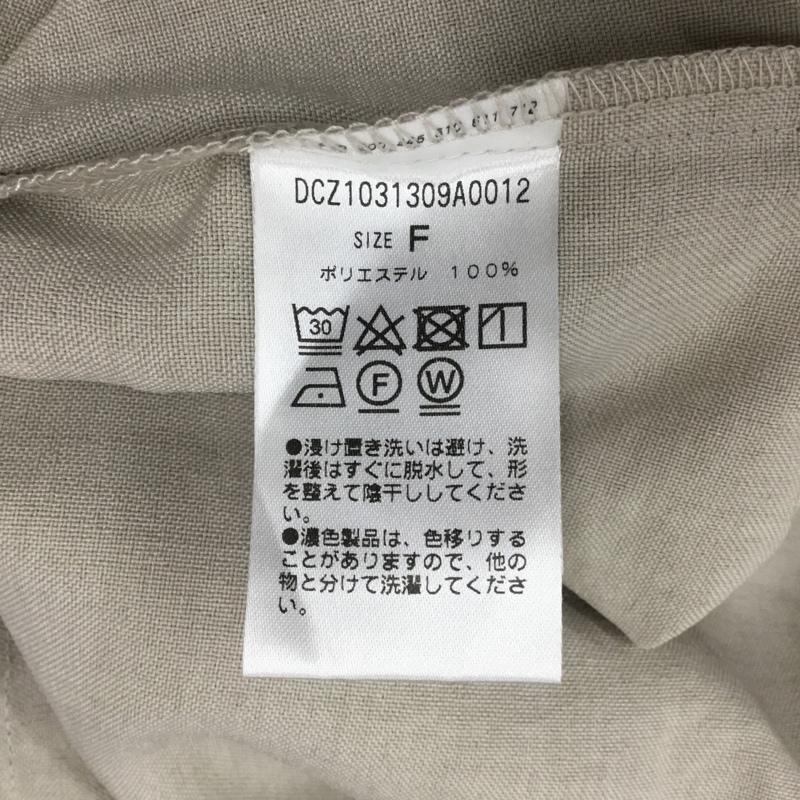 310 611 712
DCZ1031309A0012
SIZE F
ポリエステル 100%
30
F W
●浸け置き洗いは避け、洗
濯後はすぐに脱水して、形
を整えて陰干ししてくださ
い。
●濃色製品は、色移りする
ことがありますので、他の
物と分けて洗濯してくださ
い。